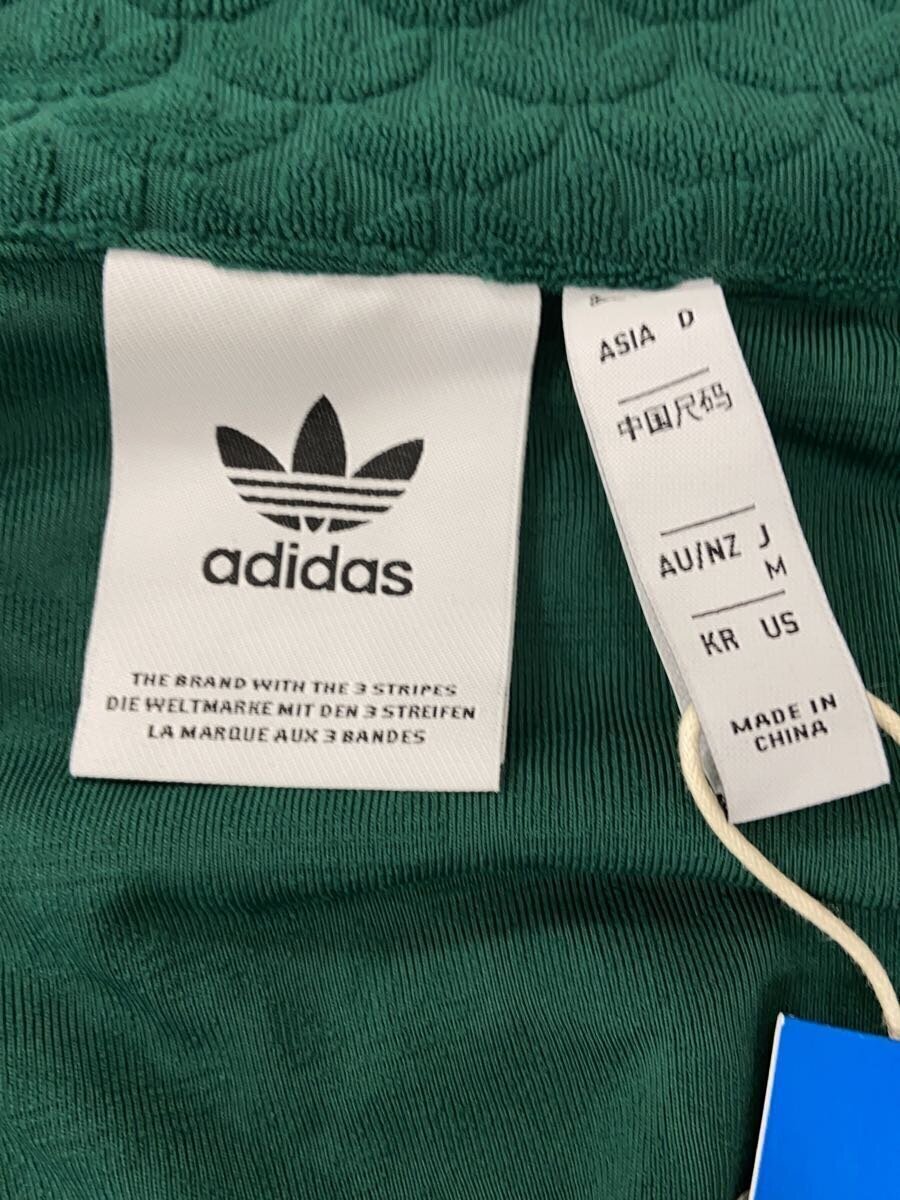 adidas
THE BRAND WITH THE 3 STRIPES
DIE WELTMARKE MIT DEN 3 STREIFEN
LA MARQUE AUX 3 BANDES
ASIA D
中国尺码
AU/NZ J
M
KR US
MADE IN
CHINA